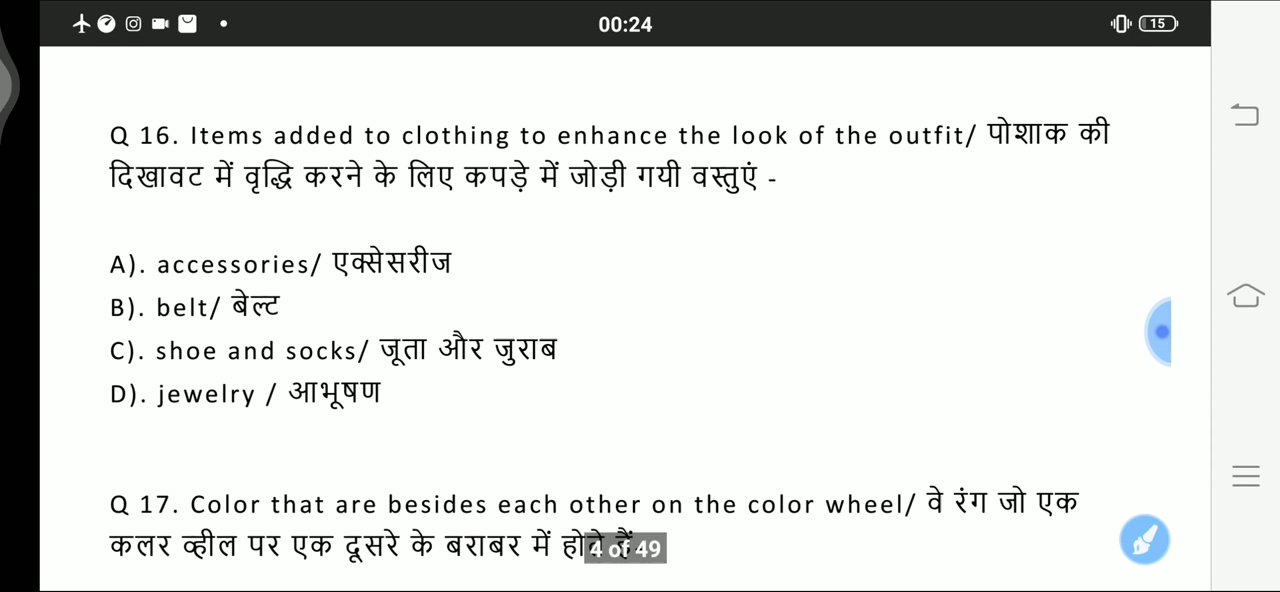 00:24
15
Q 16. Items added to clothing to enhance the look of the outfit/ पोशाक की
दिखावट में वृद्धि करने के लिए कपड़े में जोड़ी गयी वस्तुएं -
A). accessories/ एक्सेसरीज
B). belt/ बेल्ट
C). shoe and socks/ जूता और जुराब
D). jewelry / आभूषण
Q 17. Color that are besides each other on the color wheel/ वे रंग जो एक
कलर व्हील पर एक दूसरे के बराबर में होते हैं
4 of 49